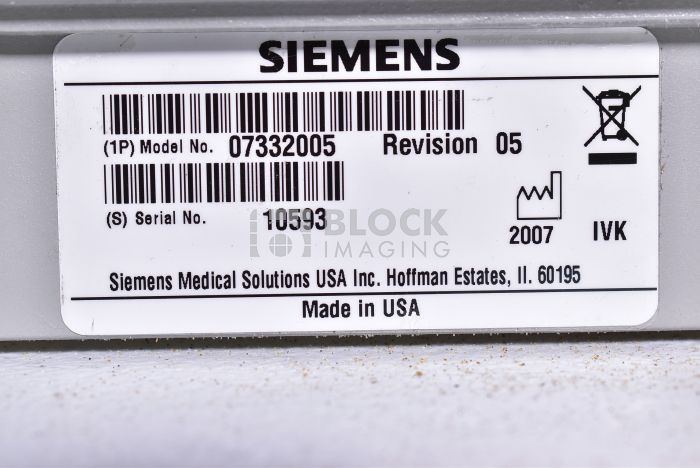 SIEMENS
(1P) Model No. 07332005 Revision 05
(S) Serial No. 10593
BLOCK
IMAGING
2007 IVK
Siemens Medical Solutions USA Inc. Hoffman Estates, Il. 60195
Made in USA